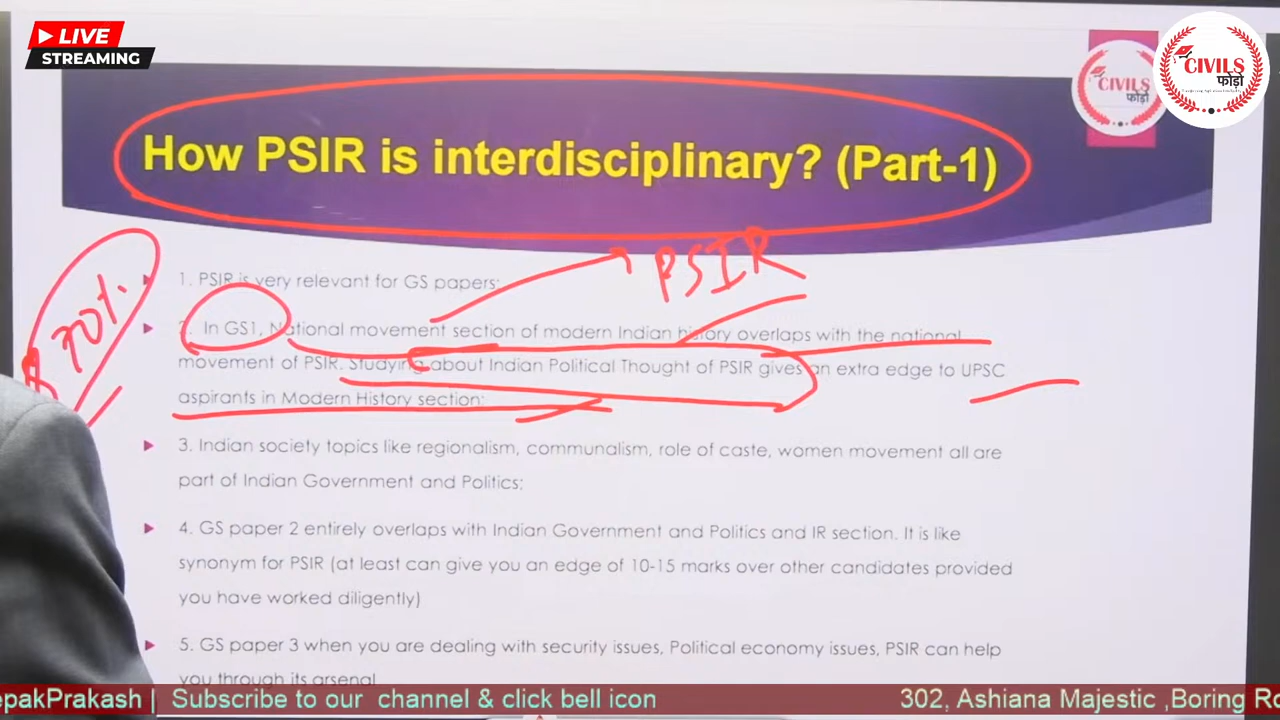 LIVE
STREAMING
CIVILS
फोड़ो
CIVILS
फोड़ो
How PSIR is interdisciplinary? (Part-1)
PSIR
70%
1. PSIR is very relevant for GS papers:
2. In GS1, National movement section of modern Indian history overlaps with the national
movement of PSIR. Studying about Indian Political Thought of PSIR gives an extra edge to UPSC
aspirants in Modern History section;
3. Indian society topics like regionalism, communalism, role of caste, women movement all are
part of Indian Government and Politics;
4. GS paper 2 entirely overlaps with Indian Government and Politics and IR section. It is like
synonym for PSIR (at least can give you an edge of 10-15 marks over other candidates provided
you have worked diligently)
5. GS paper 3 when you are dealing with security issues, Political economy issues, PSIR can help
you through its arsenal
epakPrakash | Subscribe to our channel & click bell icon 302, Ashiana Majestic ,Boring Ro